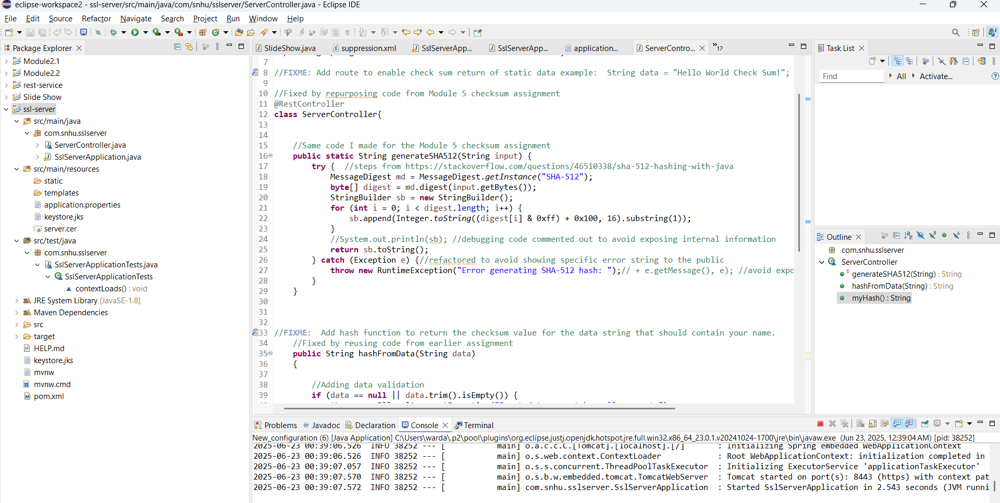 eclipse-workspace2 - ssl-server/src/main/java/com/snhu/sslserver/ServerController.java - Eclipse IDE
File Edit Source Refactor Navigate Search Project Run Window Help
Package Explorer
Module2.1
Module2.2
rest-service
Slide Show
ssl-server
src/main/java
com.snhu.sslserver
ServerController.java
SslServerApplication.java
src/main/resources
static
templates
application.properties
keystore.jks
server.cer
src/test/java
com.snhu.sslserver
SslServerApplicationTests.java
SslServerApplicationTests
contextLoads() : void
JRE System Library [JavaSE-1.8]
Maven Dependencies
src
target
HELP.md
keystore.jks
mvnw
mvnw.cmd
pom.xml
SlideShow.java suppression.xml SslServerApp... SslServerApp... application... ServerContro... »12
7
8 //FIXME: Add route to enable check sum return of static data example:  String data = "Hello World Check Sum!";
9
10 //Fixed by repurposing code from Module 5 checksum assignment
11 @RestController
12 class ServerController{
13
14
15 //Same code I made for the Module 5 checksum assignment
16 public static String generateSHA512(String input) {
17 try {  //steps from https://stackoverflow.com/questions/46510338/sha-512-hashing-with-java
18 MessageDigest md = MessageDigest.getInstance("SHA-512");
19 byte[] digest = md.digest(input.getBytes());
20 StringBuilder sb = new StringBuilder();
21 for (int i = 0; i < digest.length; i++) {
22 sb.append(Integer.toString((digest[i] & 0xff) + 0x100, 16).substring(1));
23 }
24 //System.out.println(sb); //debugging code commented out to avoid exposing internal information
25 return sb.toString();
26 } catch (Exception e) {//refactored to avoid showing specific error string to the public
27 throw new RuntimeException("Error generating SHA-512 hash: ");// + e.getMessage(), e); //avoid expo
28 }
29 }
30
31
32
33 //FIXME:  Add hash function to return the checksum value for the data string that should contain your name.
34 //Fixed by reusing code from earlier assignment
35 public String hashFromData(String data)
36 {
37
38 //Adding data validation
39 if (data == null || data.trim().isEmpty()) {
Task List
Find All Activate...
Outline
com.snhu.sslserver
ServerController
generateSHA512(String) : String
hashFromData(String) : String
myHash() : String
Problems Javadoc Declaration Console Terminal
New_configuration (6) [Java Application] C:\Users\warda\.p2\pool\plugins\org.eclipse.justj.openjdk.hotspot.jre.full.win32.x86_64_23.0.1.v20241024-1700\jre\bin\javaw.exe (Jun 23, 2025, 12:39:04 AM) [pid: 38252]
2025-06-23 00:39:06.526  INFO 38252 --- [           main] o.a.c.c.C.[Tomcat].[localhost].[/]       : Initializing Spring embedded WebApplicationContext
2025-06-23 00:39:06.526  INFO 38252 --- [           main] o.s.web.context.ContextLoader            : Root WebApplicationContext: initialization completed in
2025-06-23 00:39:07.057  INFO 38252 --- [           main] o.s.s.concurrent.ThreadPoolTaskExecutor  : Initializing ExecutorService 'applicationTaskExecutor'
2025-06-23 00:39:07.570  INFO 38252 --- [           main] o.s.b.w.embedded.tomcat.TomcatWebServer  : Tomcat started on port(s): 8443 (https) with context pat
2025-06-23 00:39:07.572  INFO 38252 --- [           main] com.snhu.sslserver.SslServerApplication  : Started SslServerApplication in 2.543 seconds (JVM runni